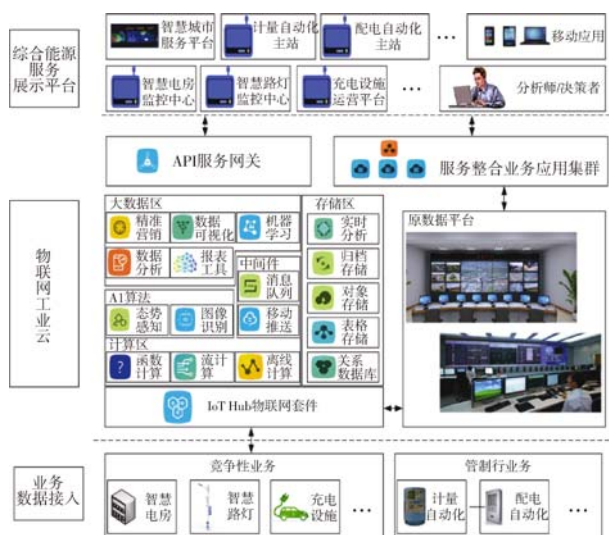 综合能源
服务
展示平台
智慧城市
服务平台
计量自动化
主站
配电自动化
主站
...
移动应用
智慧电房
监控中心
智慧路灯
监控中心
充电设施
运营平台
...
分析师/决策者
API服务网关
服务整合业务应用集群
物联网工业云
大数据区
精准
营销
数据
可视化
机器
学习
数据
分析
报表
工具
中间件
消息
队列
A1算法
态势
感知
图像
识别
移动
推送
计算区
函数
计算
流计
算
离线
计算
存储区
实时
分析
归档
存储
对象
存储
表格
存储
关系
数据库
IoT Hub物联网套件
原数据平台
业务
数据接入
竞争性业务
智慧
电房
智慧
路灯
充电
设施
...
管制行业务
计量
自动化
配电
自动化
...